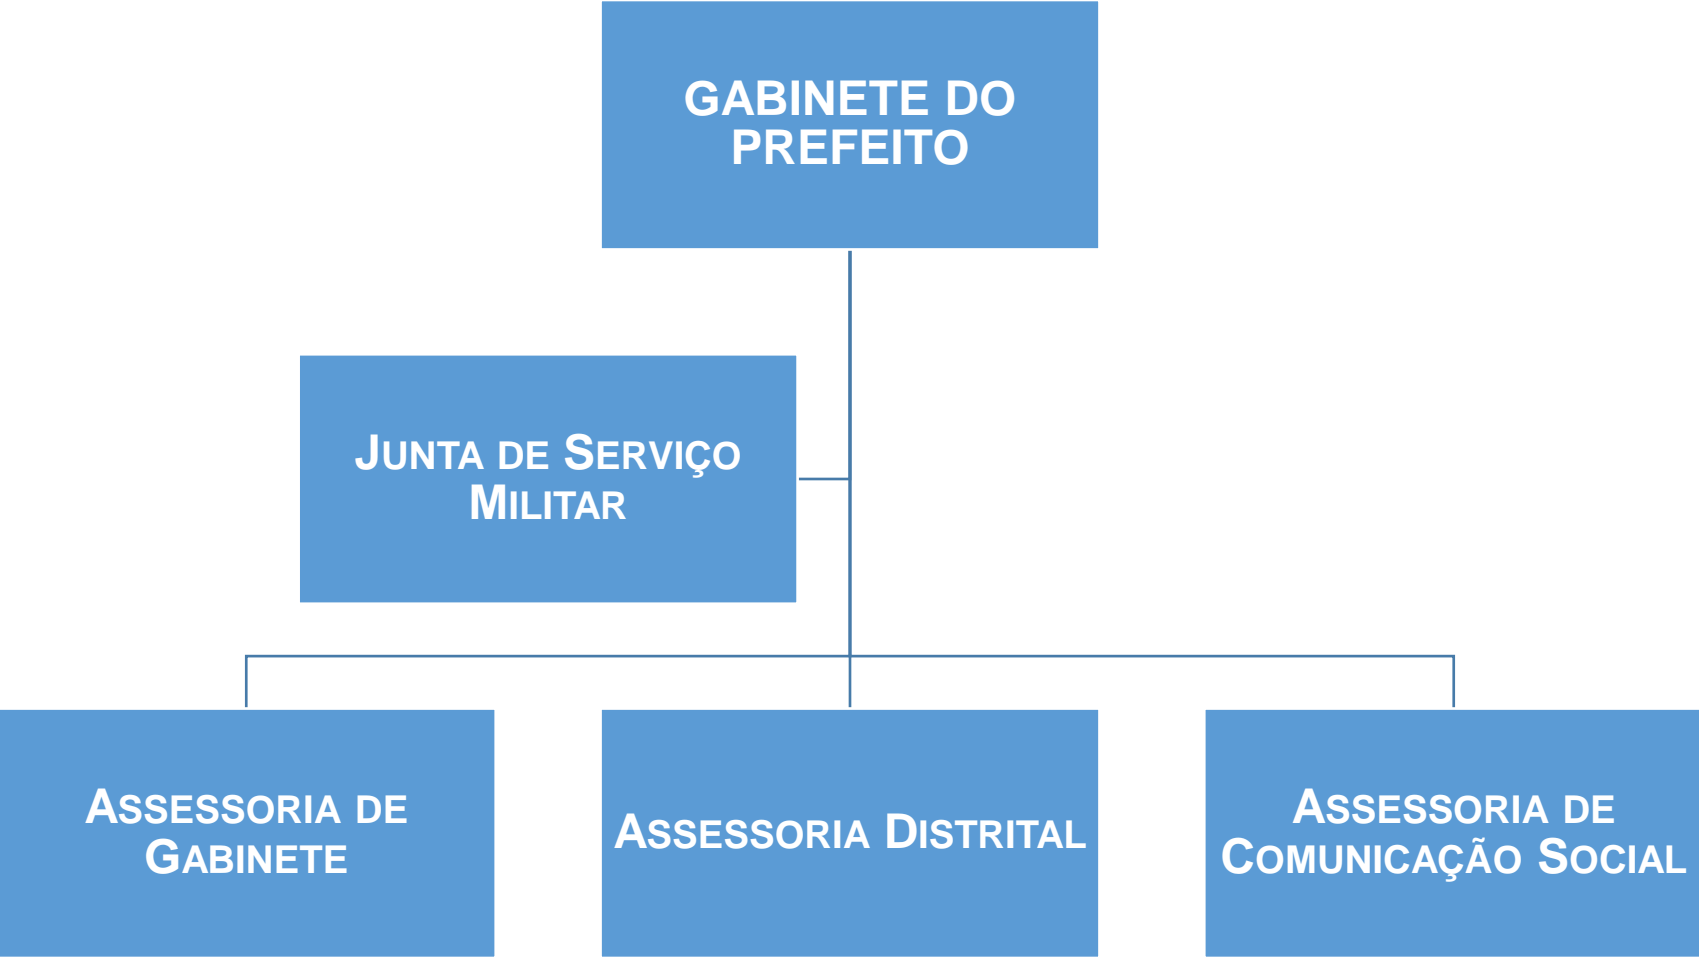 GABINETE DO
PREFEITO
JUNTA DE SERVIÇO
MILITAR
ASSESSORIA DE
GABINETE
ASSESSORIA DISTRITAL
ASSESSORIA DE
COMUNICAÇÃO SOCIAL